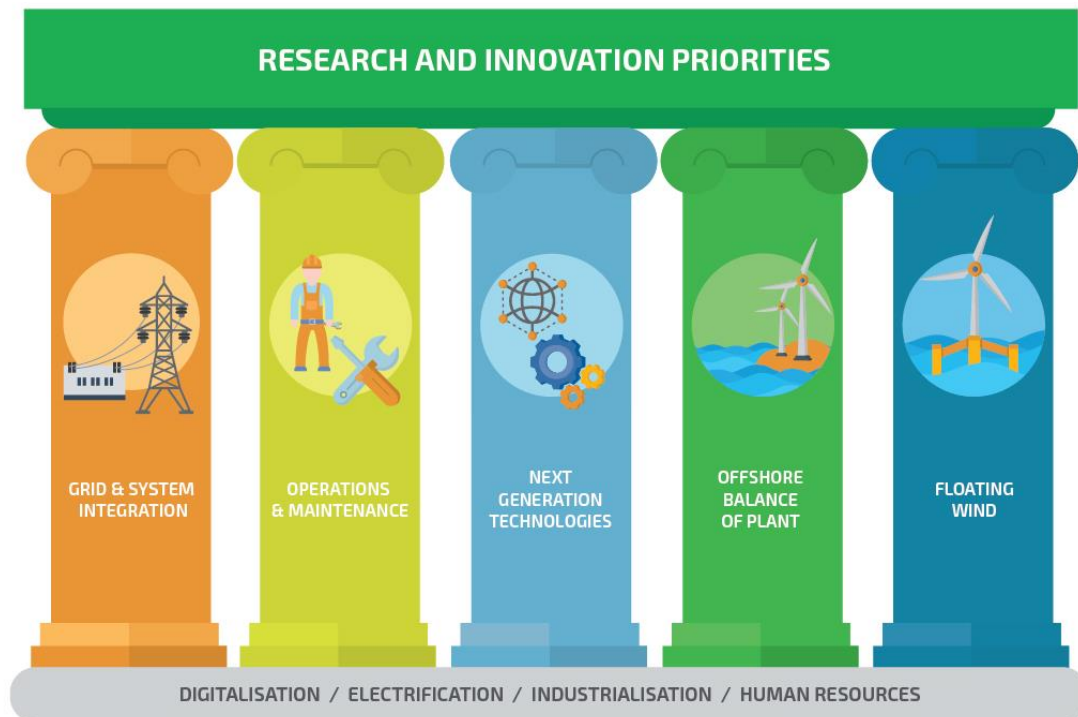 RESEARCH AND INNOVATION PRIORITIES
GRID & SYSTEM
INTEGRATION
OPERATIONS
& MAINTENANCE
NEXT
GENERATION
TECHNOLOGIES
OFFSHORE
BALANCE
OF PLANT
FLOATING
WIND
DIGITALISATION / ELECTRIFICATION / INDUSTRIALISATION / HUMAN RESOURCES